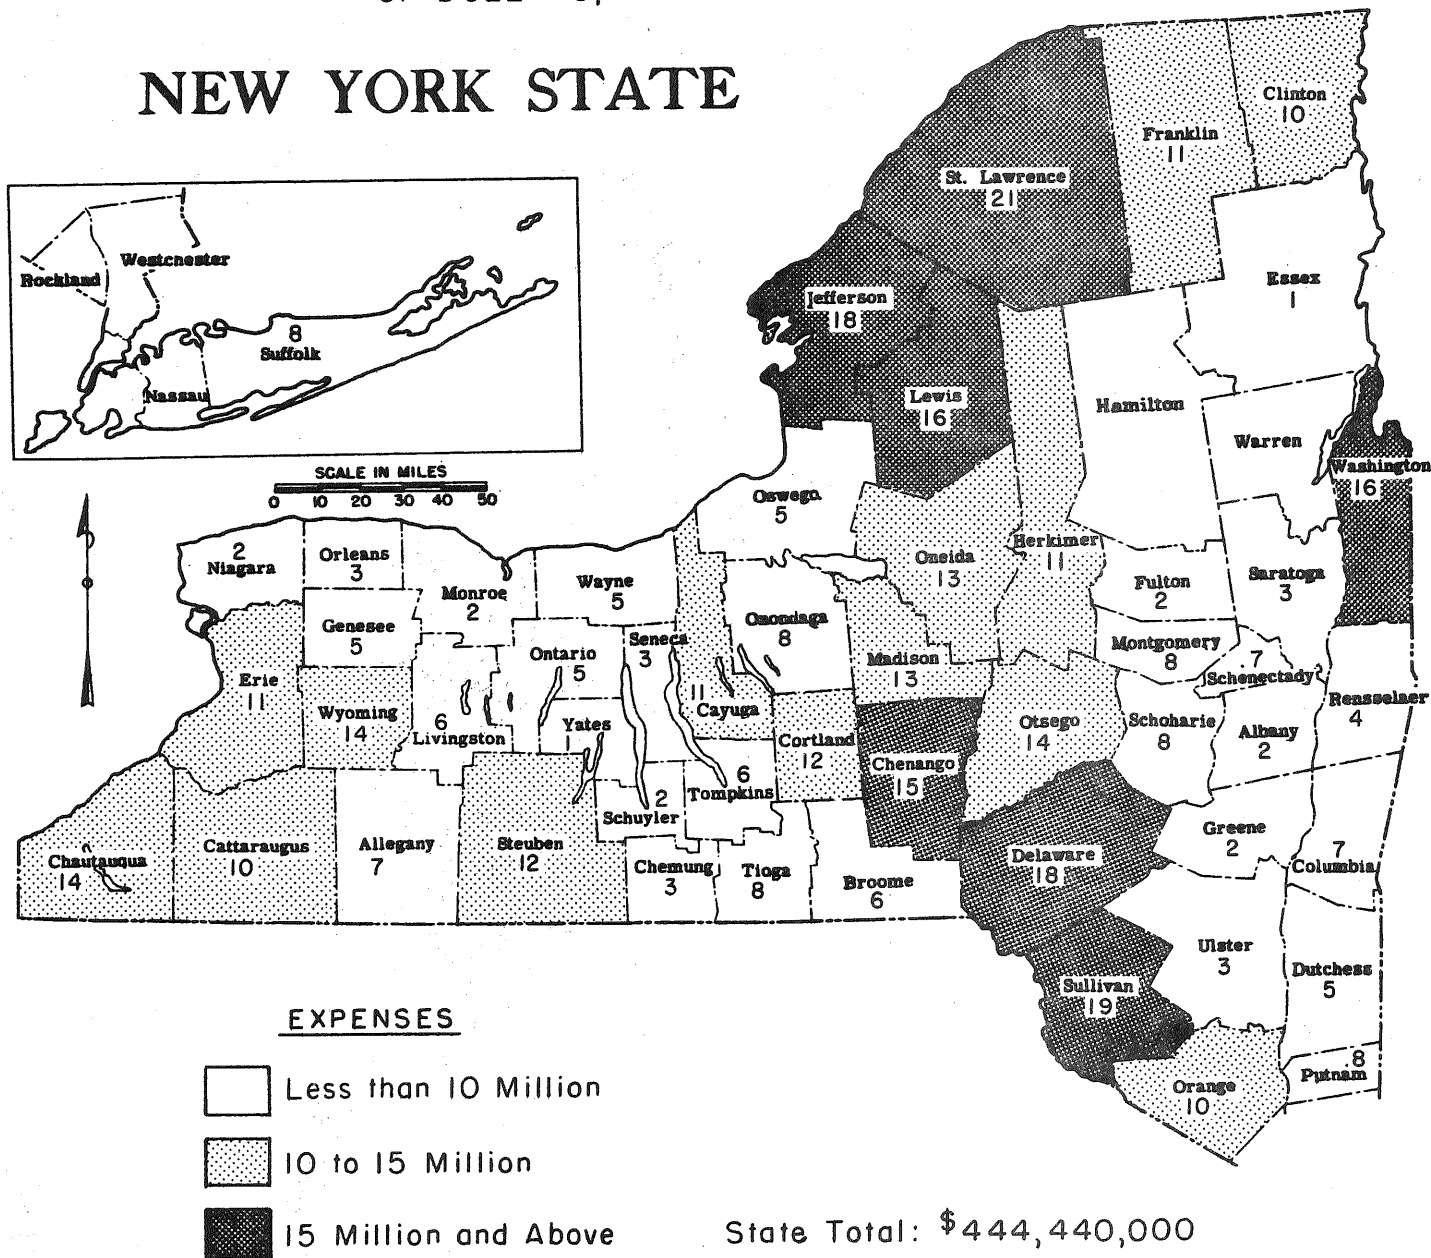 NEW YORK STATE
Clinton
10
Franklin
11
St. Lawrence
21
Westchester
Rockland
Essex
1
Jefferson
18
8
Suffolk
Nassau
Lewis
16
Hamilton
Warren
Washington
16
SCALE IN MILES
0 10 20 30 40 50
Oswego
5
Herkimer
11
Oneida
13
2
Niagara
Orleans
3
Monroe
2
Wayne
5
Fulton
2
Saratoga
3
Genesee
5
Onondaga
8
Seneca
3
Ontario
5
Montgomery
8
.7
Schenectady
Madison
13
Erie
11
Wyoming
14
6
Livingston
Yates
1
11
Cayuga
Cortland
12
Otsego
14
Schoharie
8
Albany
2
Rensselaer
4
Chenango
15
6
Tompkins
2
Schuyler
Chautauqua
14
Cattaraugus
10
Allegany
7
Steuben
12
Chemung
3
Tioga
8
Broome
6
Delaware
18
Greene
2
7
Columbia
Ulster
3
Dutchess
5
Sullivan
19
.8
Putnam
Orange
10
EXPENSES
Less than 10 Million
10 to 15 Million
15 Million and Above
State Total: $444,440,000